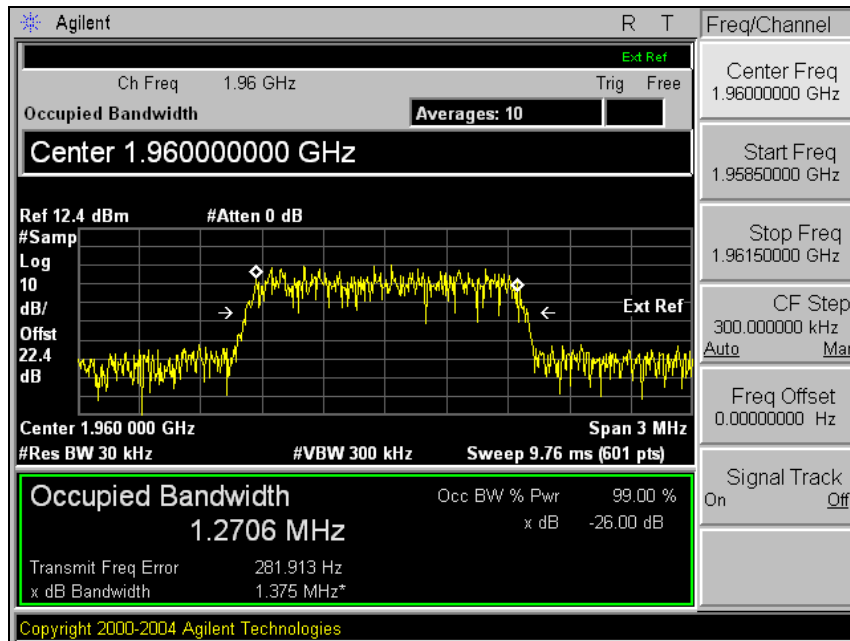 Agilent R T Freq/Channel
Ext Ref
Ch Freq 1.96 GHz Trig Free
Occupied Bandwidth Averages: 10
Center 1.960000000 GHz
Ref 12.4 dBm #Atten 0 dB
#Samp
Log
10
dB/
Offst
22.4
dB
Ext Ref
Center 1.960 000 GHz Span 3 MHz
#Res BW 30 kHz #VBW 300 kHz Sweep 9.76 ms (601 pts)
Occupied Bandwidth
1.2706 MHz
Occ BW % Pwr 99.00 %
x dB -26.00 dB
Transmit Freq Error 281.913 Hz
x dB Bandwidth 1.375 MHz*
Copyright 2000-2004 Agilent Technologies
Center Freq
1.96000000 GHz
Start Freq
1.95850000 GHz
Stop Freq
1.96150000 GHz
CF Step
300.000000 kHz
Auto Man
Freq Offset
0.00000000 Hz
Signal Track
On Off